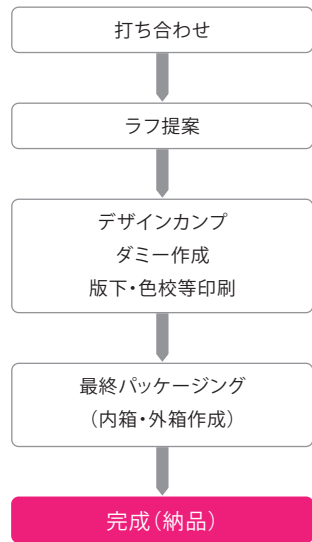 打ち合わせ
ラフ提案
デザインカンプ
ダミー作成
版下・色校等印刷
最終パッケージング
（内箱・外箱作成）
完成（納品）